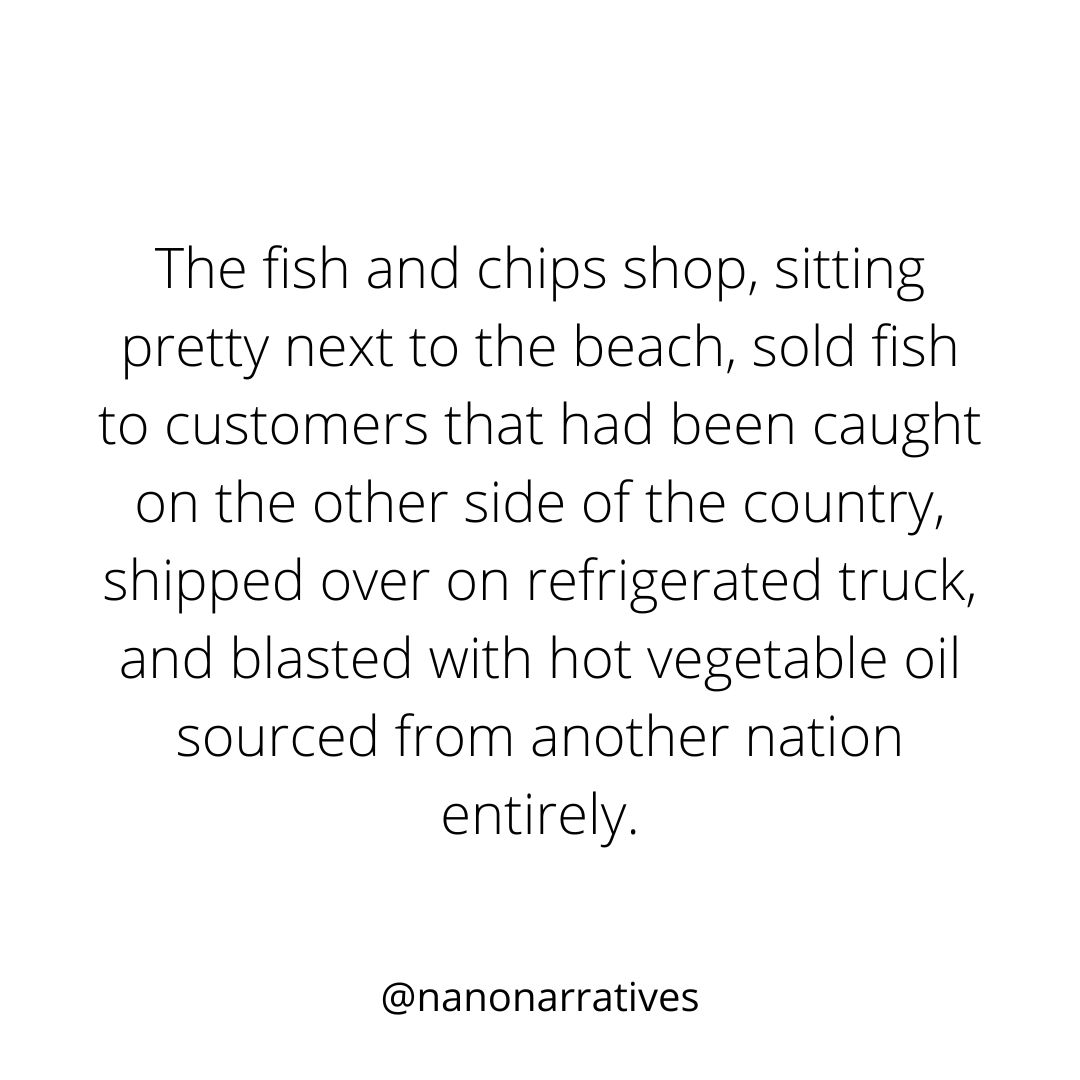 The fish and chips shop, sitting
pretty next to the beach, sold fish
to customers that had been caught
on the other side of the country,
shipped over on refrigerated truck,
and blasted with hot vegetable oil
sourced from another nation
entirely.
@nanonarratives